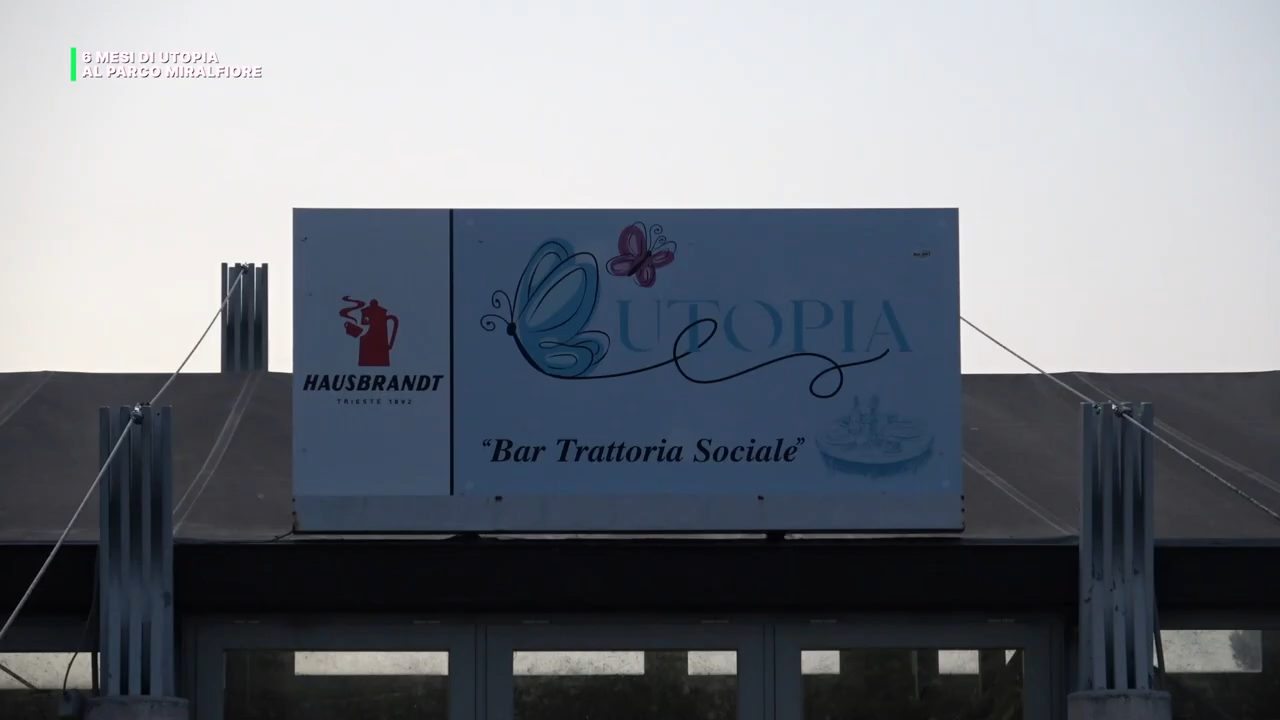 6 MESI DI UTOPIA
AL PARCO MIRALFIORE
UTOPIA
HAUSBRANDT
TRIESTE 1892
"Bar Trattoria Sociale"